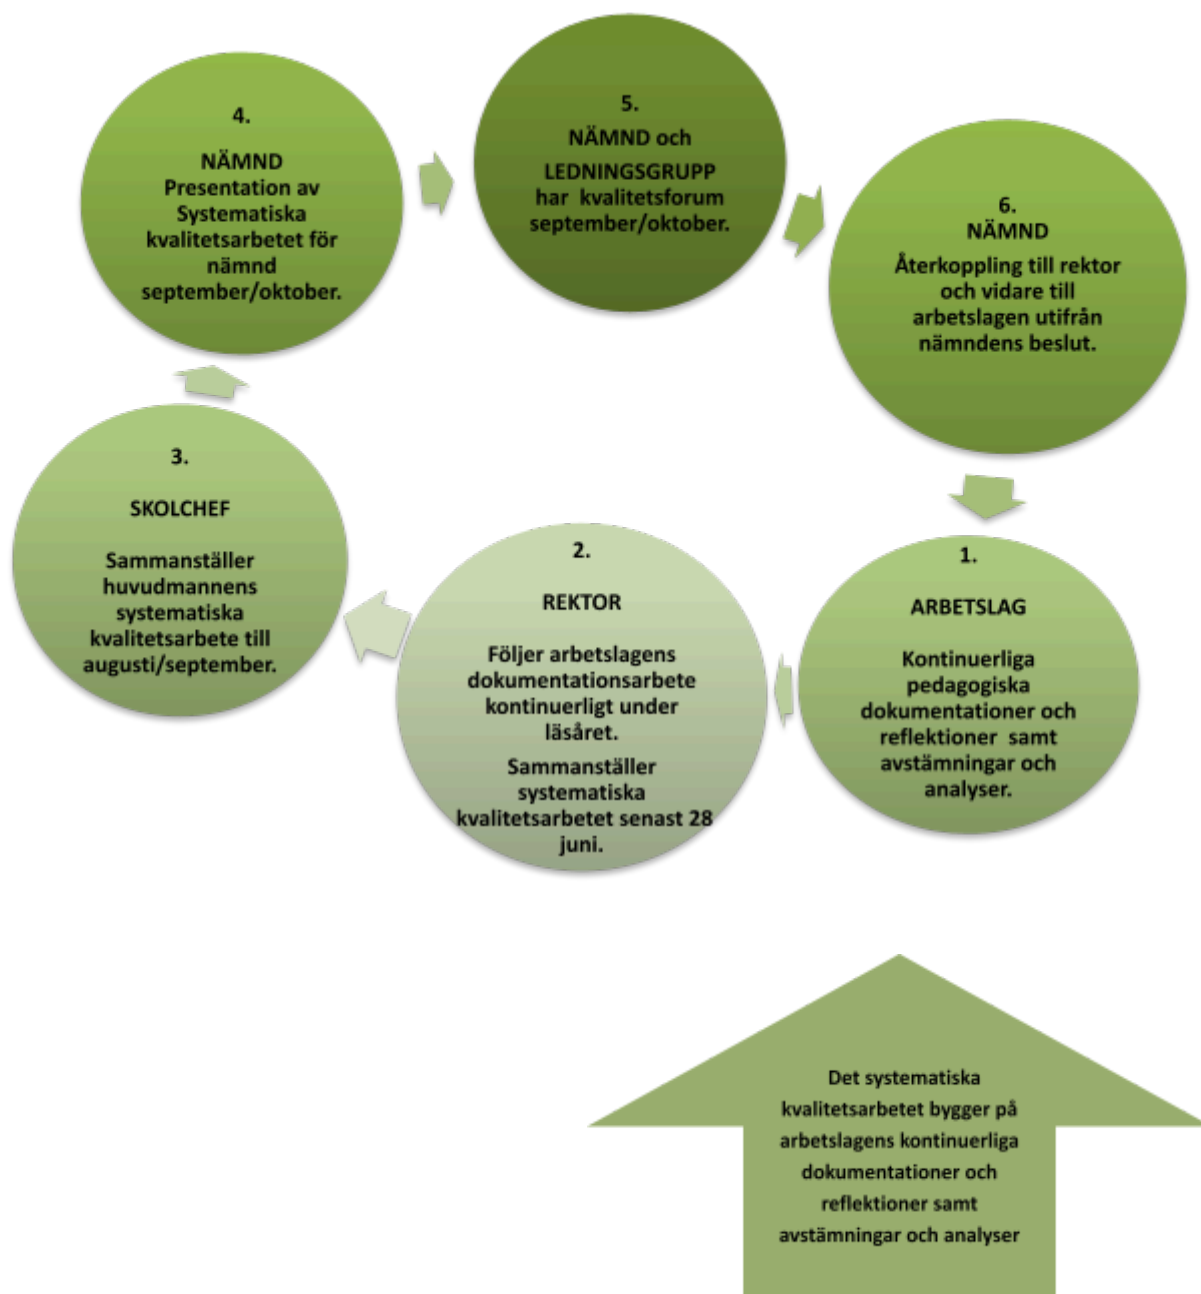 4.
NÄMND
Presentation av
Systematiska
kvalitetsarbetet för
nämnd
september/oktober.
5.
NÄMND och
LEDNINGSGRUPP
har kvalitetsforum
september/oktober.
6.
NÄMND
Återkoppling till rektor
och vidare till
arbetslagen utifrån
nämndens beslut.
3.
SKOLCHEF
Sammanställer
huvudmannens
systematiska
kvalitetsarbete till
augusti/september.
2.
REKTOR
Följer arbetslagens
dokumentationsarbete
kontinuerligt under
läsåret.
Sammanställer
systematiska
kvalitetsarbetet senast 28
juni.
1.
ARBETSLAG
Kontinuerliga
pedagogiska
dokumentationer och
reflektioner samt
avstämningar och
analyser.
Det systematiska
kvalitetsarbetet bygger på
arbetslagens kontinuerliga
dokumentationer och
reflektioner samt
avstämningar och analyser